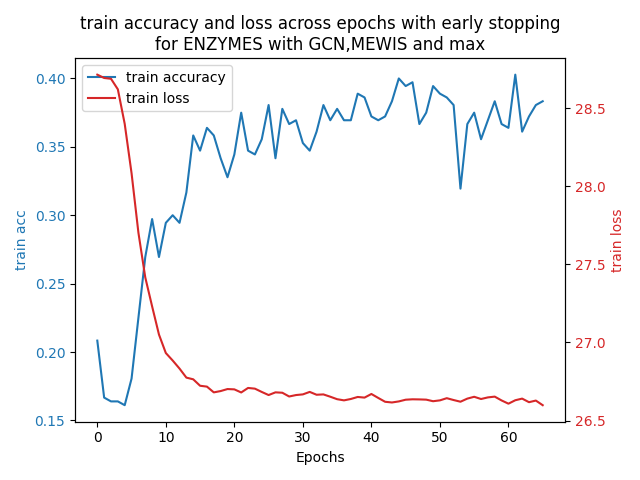 train accuracy and loss across epochs with early stopping
for ENZYMES with GCN,MEWIS and max
train accuracy
train loss
0.40
0.35
0.30
0.25
0.20
0.15
train acc
28.5
28.0
27.5
27.0
26.5
train loss
0 10 20 30 40 50 60
Epochs